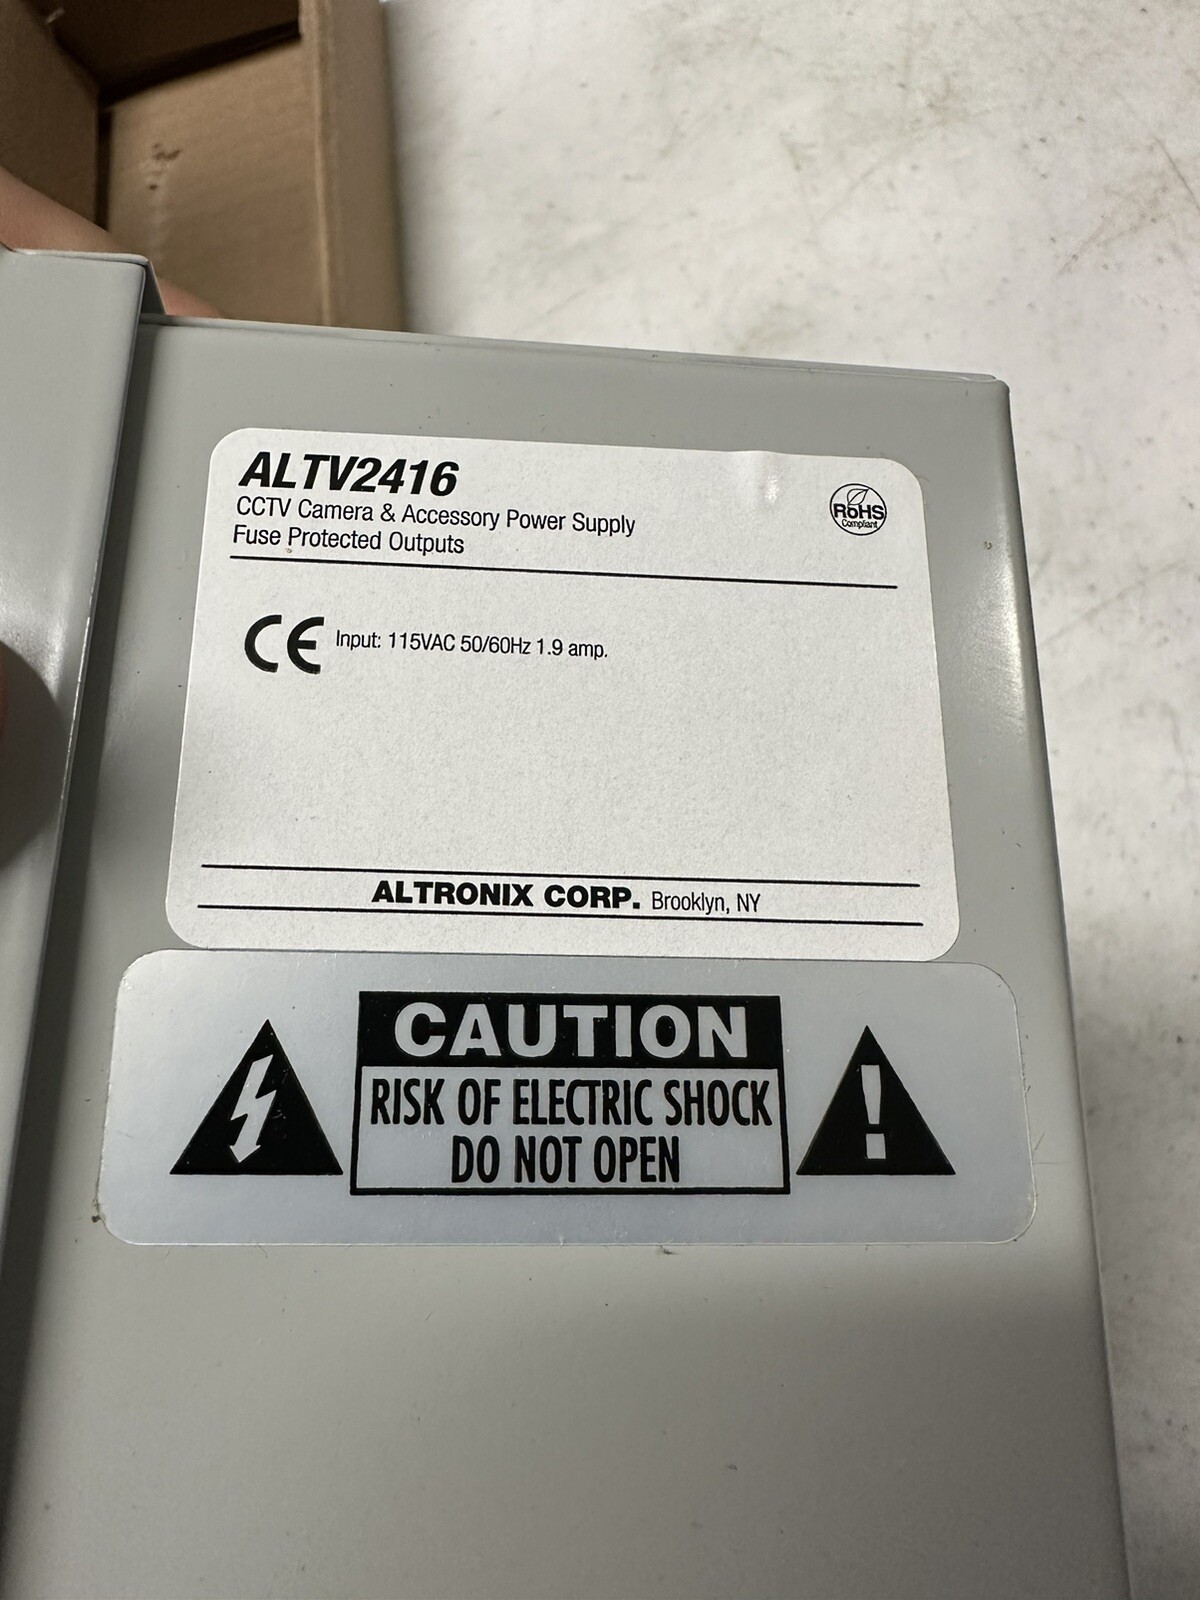 ALTV2416
CCTV Camera & Accessory Power Supply
Fuse Protected Outputs
RoHS
Compliant
CE
Input: 115VAC 50/60Hz 1.9 amp.
ALTRONIX CORP. Brooklyn, NY
CAUTION
RISK OF ELECTRIC SHOCK
DO NOT OPEN
!